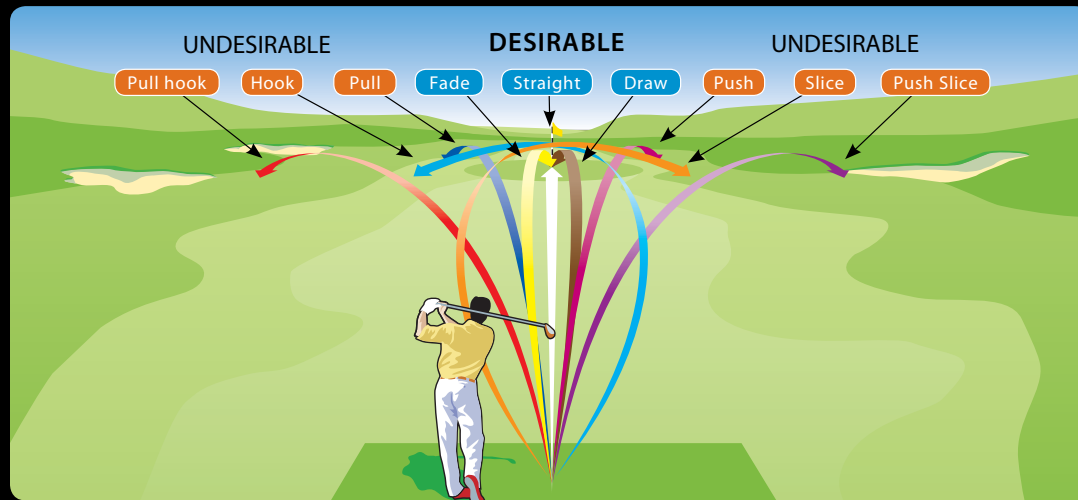 UNDESIRABLE DESIRABLE UNDESIRABLE
Pull hook Hook Pull Fade Straight Draw Push Slice Push Slice